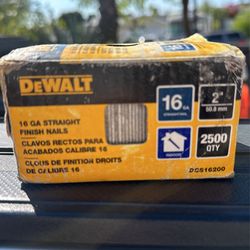 DEWALT
16 GA
2"
50.8 mm
16 GA STRAIGHT
FINISH NAILS
CLAVOS RECTOS PARA
ACABADOS CALIBRE 16
CLOUS DE FINITION DROITS
DE CALIBRE 16
INDOOR
2500
QTY
DCS16200